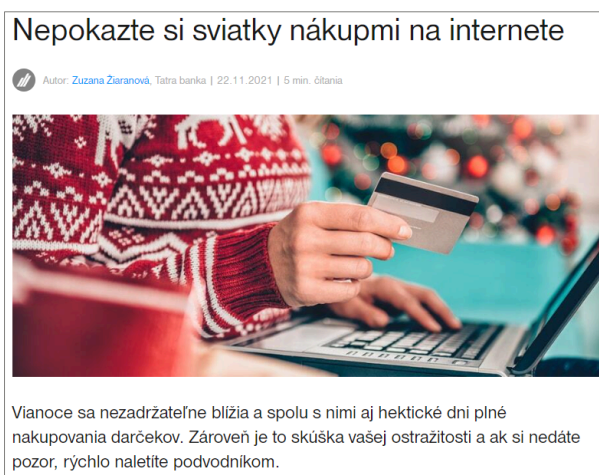 Nepokazte si sviatky nákupmi na internete
Autor: Zuzana Žiaranová, Tatra banka | 22.11.2021 | 5 min. čítania
Vianoce sa nezadržateľne blížia a spolu s nimi aj hektické dni plné
nakupovania darčekov. Zároveň je to skúška vašej ostražitosti a ak si nedáte
pozor, rýchlo naletíte podvodníkom.